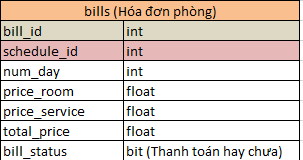 bills (Hóa đơn phòng)
bill_id int
schedule_id int
num_day int
price_room float
price_service float
total_price float
bill_status bit (Thanh toán hay chưa)